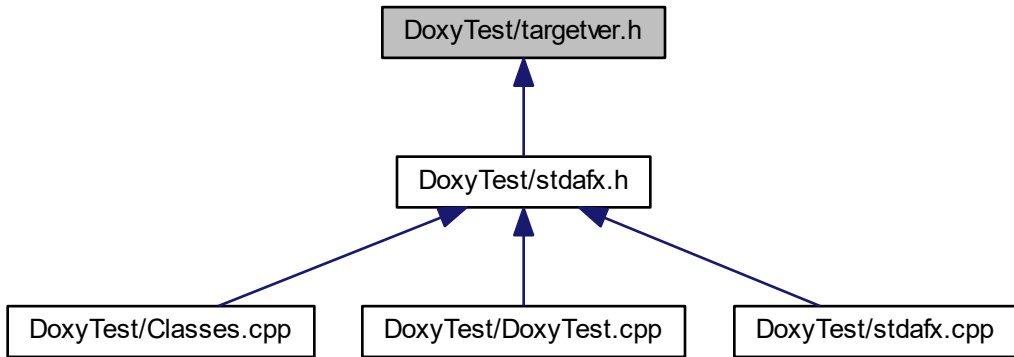 DoxyTest/targetver.h
DoxyTest/stdafx.h
DoxyTest/Classes.cpp
DoxyTest/DoxyTest.cpp
DoxyTest/stdafx.cpp